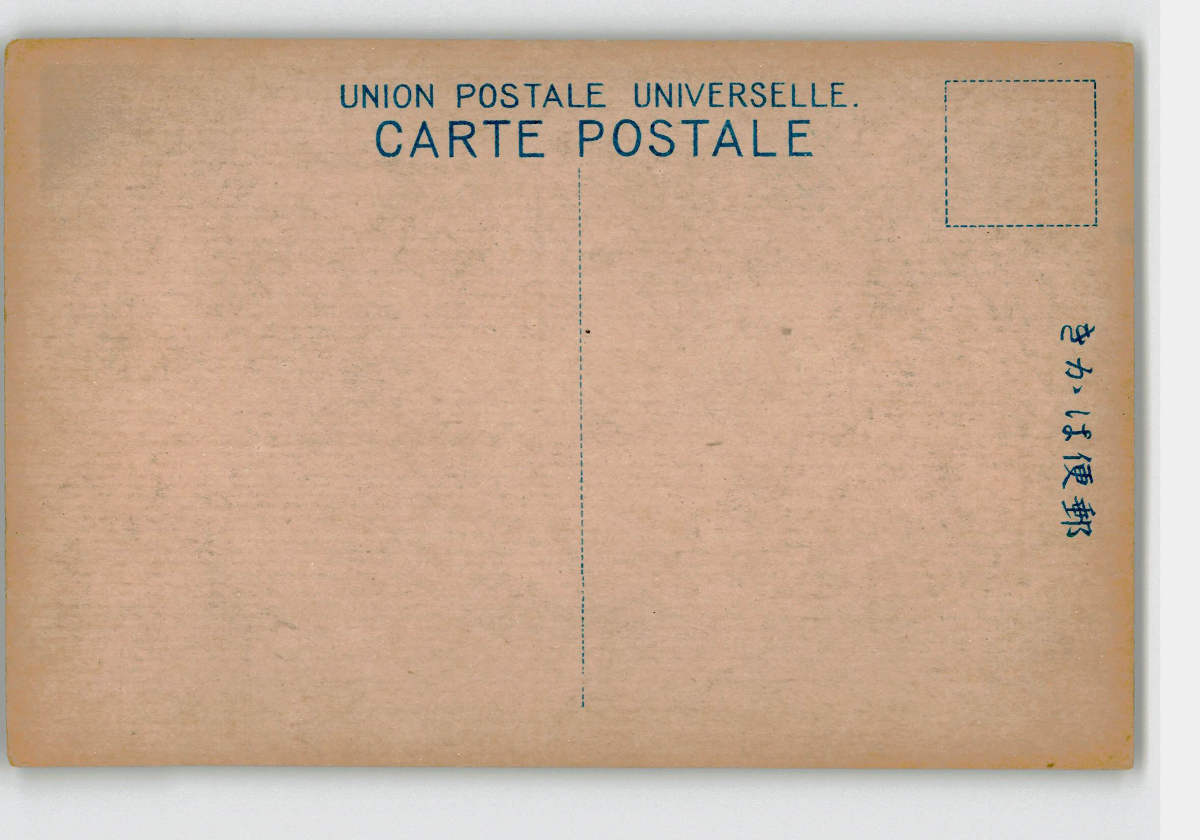 UNION POSTALE UNIVERSELLE.
CARTE POSTALE
きかは便郵